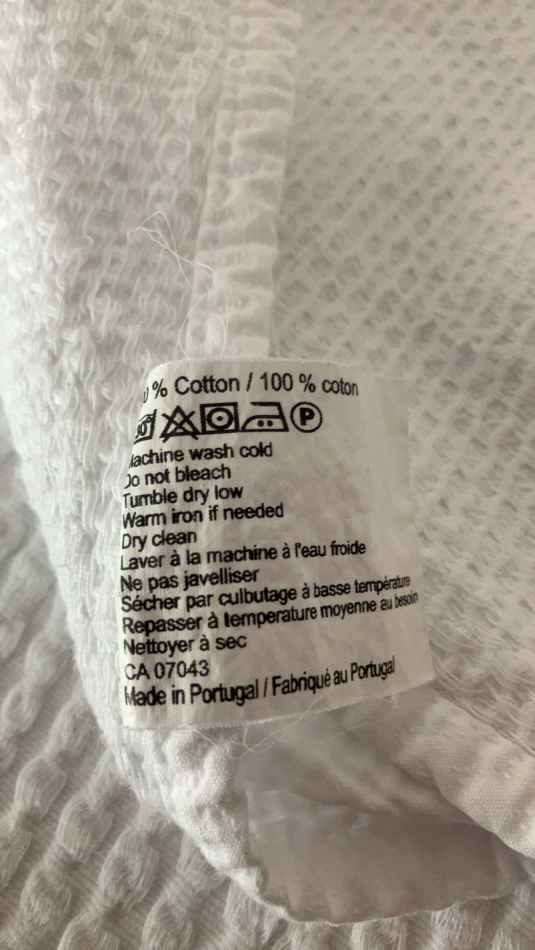 % Cotton / 100 % coton
P
Machine wash cold
Do not bleach
Tumble dry low
Warm iron if needed
Dry clean
Laver à la machine à l'eau froide
Ne pas javelliser
Sécher par culbutage à basse température
Repasser à temperature moyenne au besoin
Nettoyer à sec
CA 07043
Made in Portugal / Fabriqué au Portugal